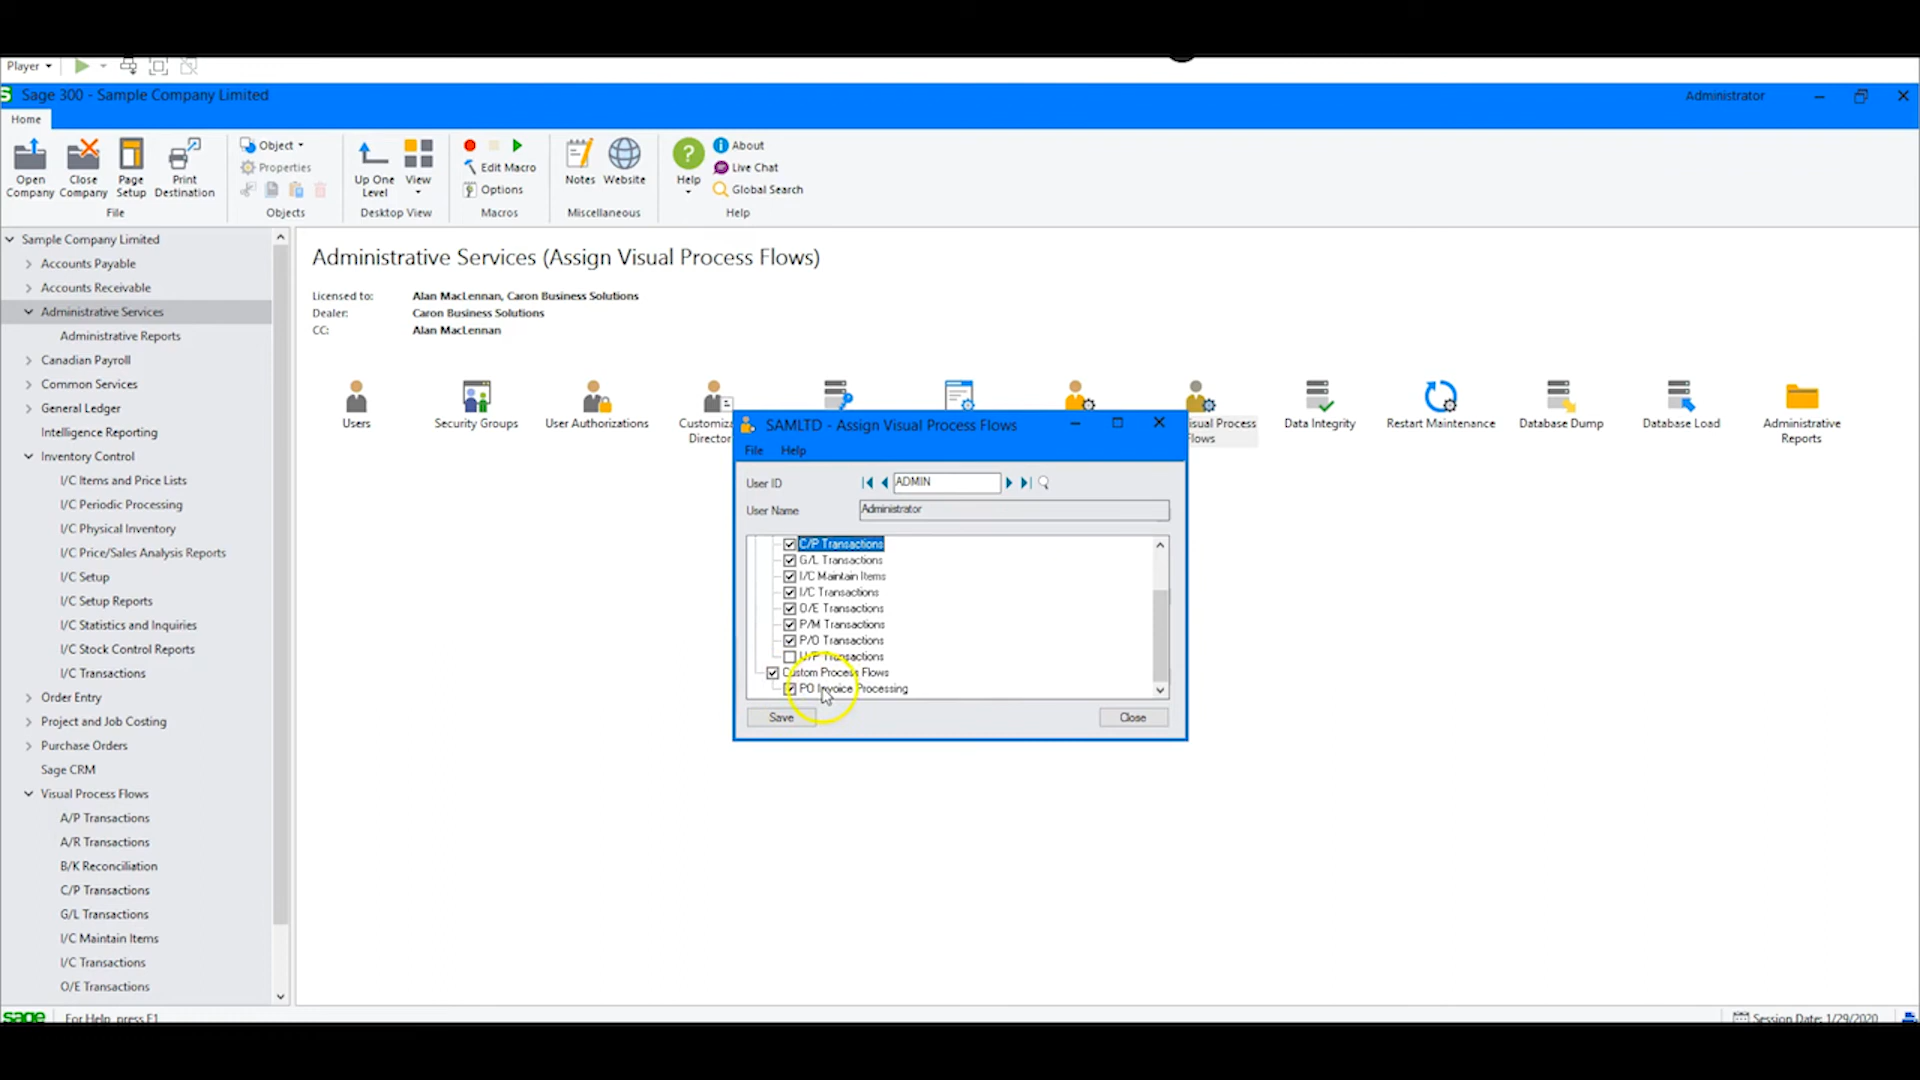 Player
Sage 300 - Sample Company Limited
Administrator
Home
Open Company
Close Company
Page Setup
Print Destination
File
Object
Properties
Objects
Up One Level
View
Desktop View
Edit Macro
Options
Macros
Notes
Website
Miscellaneous
Help
About
Live Chat
Global Search
Help
Sample Company Limited
Accounts Payable
Accounts Receivable
Administrative Services
Administrative Reports
Canadian Payroll
Common Services
General Ledger
Intelligence Reporting
Inventory Control
I/C Items and Price Lists
I/C Periodic Processing
I/C Physical Inventory
I/C Price/Sales Analysis Reports
I/C Setup
I/C Setup Reports
I/C Statistics and Inquiries
I/C Stock Control Reports
I/C Transactions
Order Entry
Project and Job Costing
Purchase Orders
Sage CRM
Visual Process Flows
A/P Transactions
A/R Transactions
B/K Reconciliation
C/P Transactions
G/L Transactions
I/C Maintain Items
I/C Transactions
O/E Transactions
Administrative Services (Assign Visual Process Flows)
Licensed to: Alan MacLennan, Caron Business Solutions
Dealer: Caron Business Solutions
CC: Alan MacLennan
Users
Security Groups
User Authorizations
Customiz
Director
isual Process
Flows
Data Integrity
Restart Maintenance
Database Dump
Database Load
Administrative
Reports
SAMLTD - Assign Visual Process Flows
File Help
User ID ADMIN
User Name Administrator
C/P Transactions
G/L Transactions
I/C Maintain Items
I/C Transactions
O/E Transactions
P/M Transactions
P/O Transactions
U/P Transactions
Custom Process Flows
PO Invoice Processing
Save Close
sage For Help, press F1
Session Date: 1/29/2020